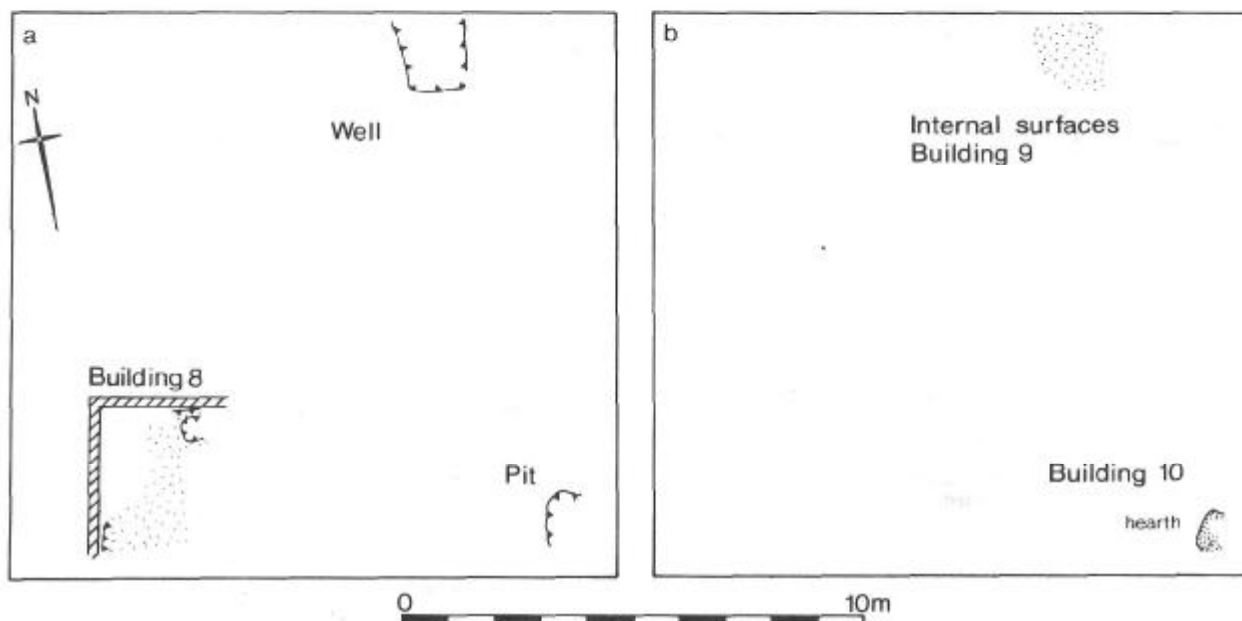 a
N
Well
Building 8
Pit
b
Internal surfaces
Building 9
Building 10
hearth
0 10m